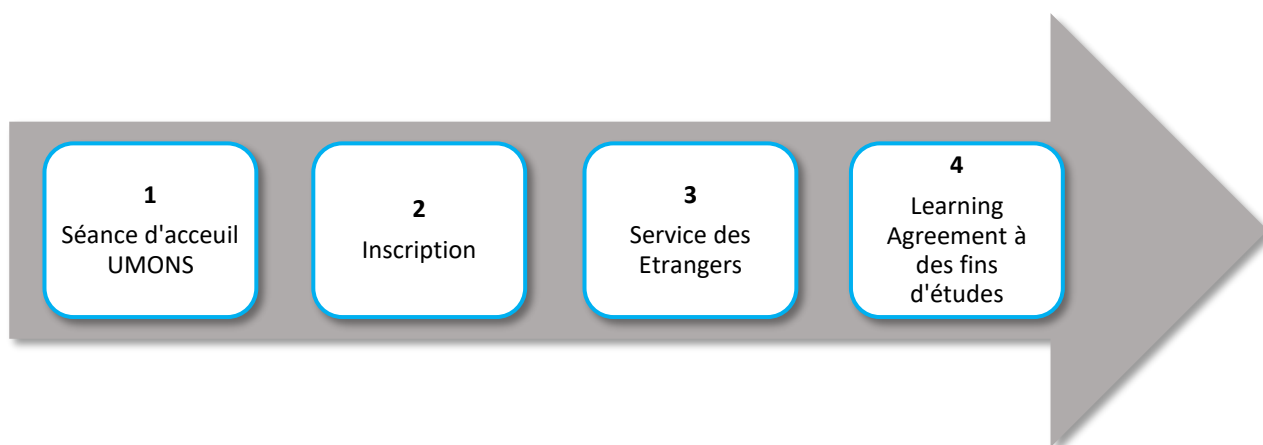 1
Séance d'acceuil
UMONS
2
Inscription
3
Service des
Etrangers
4
Learning
Agreement à
des fins
d'études